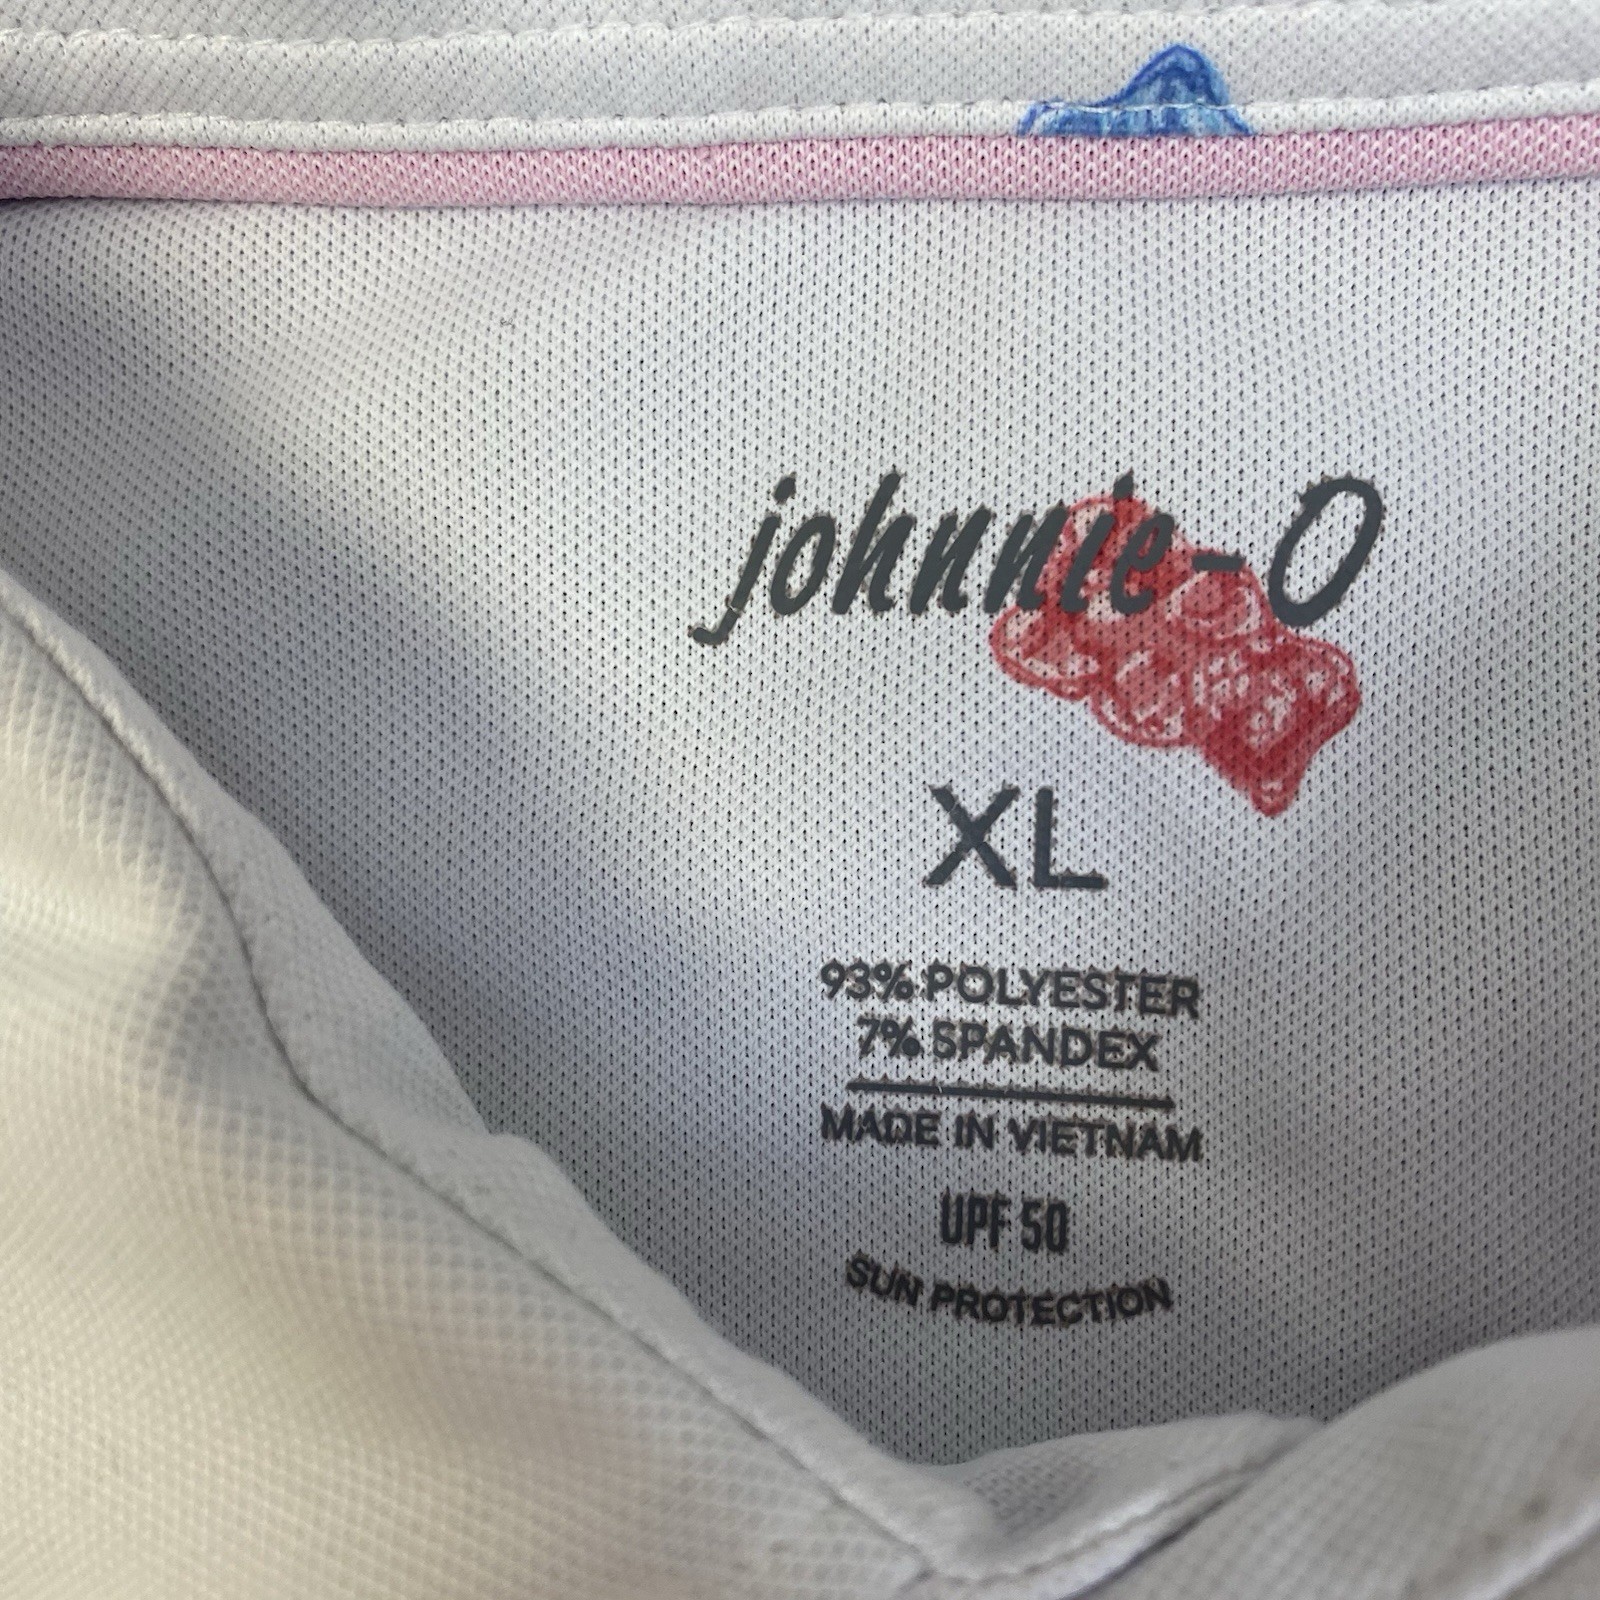 johnnie-O
XL
93% POLYESTER
7% SPANDEX
MADE IN VIETNAM
UPF 50
SUN PROTECTION